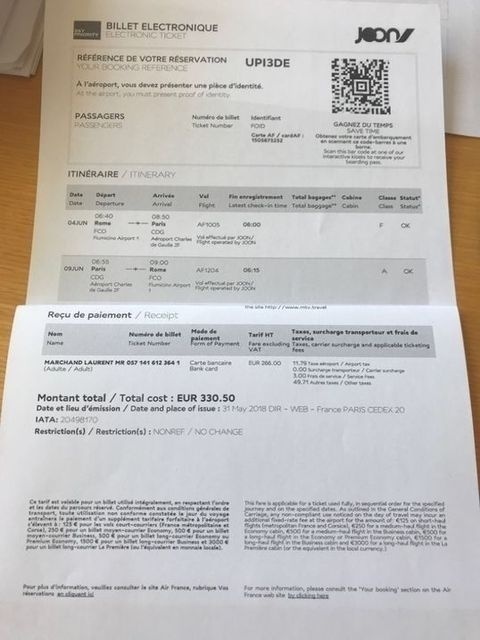 SKY PRIORITY
BILLET ELECTRONIQUE
ELECTRONIC TICKET
JOON
RÉFÉRENCE DE VOTRE RÉSERVATION UPI3DE
YOUR BOOKING REFERENCE
À l'aéroport, vous devez présenter une pièce d'identité.
At the airport, you must present proof of identity.
PASSAGERS Numéro de billet Identifiant
PASSENGERS Ticket Number FOID
Carte AF / cardAF :
1505675252
GAGNEZ DU TEMPS
SAVE TIME
Obtenez votre carte d'embarquement
en scannant ce code-barres à une
borne.
Scan this bar code at one of our
interactive kiosks to receive your
boarding pass.
ITINÉRAIRE / ITINERARY
Date Départ Arrivée Vol Fin enregistrement Total bagages** Cabine Classe Statut*
Date Departure Arrival Flight Latest check-in time Total baggage** Cabin Class Status*
06:40 08:50
04JUN Rome Paris AF1005 06:00 F OK
FCO CDG
Fiumicino Airport 1 Aéroport Charles de Gaulle 2F
Vol effectué par JOON/
Flight operated by JOON
06:55 09:00
09JUN Paris Rome AF1204 06:15 A OK
CDG FCO
Aéroport Charles de Gaulle 2F Fiumicino Airport 1
Vol effectué par JOON/
Flight operated by JOON
the site http://www.mtv.travel
Reçu de paiement / Receipt
Nom Numéro de billet Mode de paiement Tarif HT Taxes, surcharge transporteur et frais de service
Name Ticket Number Form of Payment Fare excluding VAT Taxes, carrier surcharge and applicable ticketing fees
MARCHAND LAURENT MR 057 141 612 364 1 Carte bancaire EUR 266.00 11.79 Taxe aéroport / Airport tax
(Adulte / Adult) Bank card 0.00 Surcharge transporteur / Carrier surcharge
3.00 Frais de service / Service Fees
49.71 Autres taxes / Other taxes
Montant total / Total cost : EUR 330.50
Date et lieu d'émission / Date and place of issue : 31 May 2018 DIR - WEB - France PARIS CEDEX 20
IATA: 20498170
Restriction(s) / Restriction(s) : NONREF / NO CHANGE
Ce tarif est valable pour un billet utilisé intégralement, en respectant l'ordre
et les dates du parcours réservé. Conformément aux conditions générales de
transport, toute utilisation non conforme constatée le jour du voyage
entraînera le paiement d'un supplément tarifaire forfaitaire à l'aéroport
s'élevant à : 125 € pour les vols court-courriers (France métropolitaine et
Corse), 250 € pour un billet moyen-courrier Economy, 500 € pour un billet
moyen-courrier Business, 500 € pour un billet long-courrier Economy ou
Premium Economy, 1500 € pour un billet long-courrier Business et 3000 €
pour un billet long-courrier La Première (ou l'équivalent en monnaie locale).
This fare is applicable for a ticket used fully, in sequential order for the specified
journey and on the specified dates. As outlined in the General Conditions of
Carriage, any non-compliant use noticed on the day of travel may incur an
additional fixed-rate fee at the airport for the amount of: €125 on short-haul
flights (metropolitan France and Corsica), €250 for a medium-haul flight in the
Economy cabin, €500 for a medium-haul flight in the Business cabin, €500 for
a long-haul flight in the Economy or Premium Economy cabin, €1500 for a
long-haul flight in the Business cabin and €3000 for a long-haul flight in the La
Première cabin (or the equivalent in the local currency.)
Pour plus d'information, veuillez consulter le site Air France, rubrique Vos
réservations en cliquant ici
For more information, please consult the 'Your booking' section on the Air
France web site by clicking here